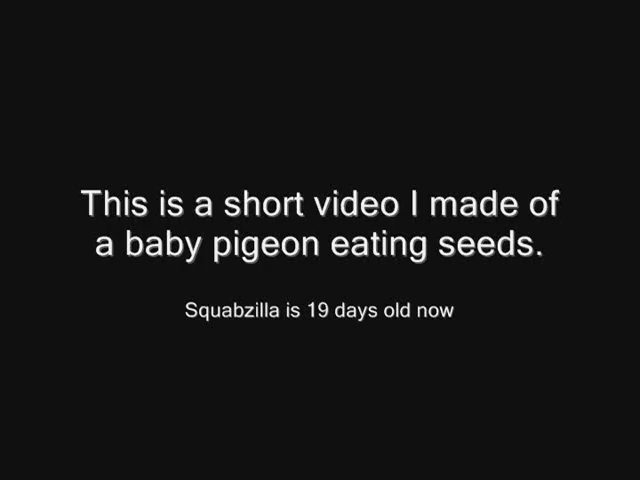 This is a short video I made of
a baby pigeon eating seeds.
Squabzilla is 19 days old now